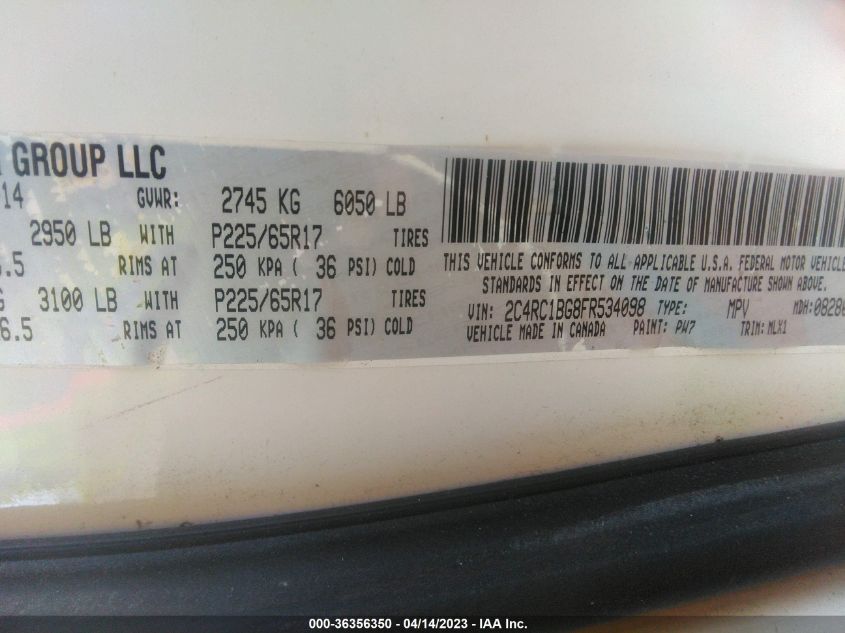 GROUP LLC
14 GVWR: 2745 KG 6050 LB
2950 LB WITH P225/65R17 TIRES
.5 RIMS AT 250 KPA ( 36 PSI) COLD
G 3100 LB WITH P225/65R17 TIRES
6.5 RIMS AT 250 KPA ( 36 PSI) COLD
THIS VEHICLE CONFORMS TO ALL APPLICABLE U.S.A. FEDERAL MOTOR VEHICLE
STANDARDS IN EFFECT ON THE DATE OF MANUFACTURE SHOWN ABOVE.
VIN: 2C4RC1BG8FR534098 TYPE: MPV MDH: 0828
VEHICLE MADE IN CANADA PAINT: PW7 TRIM: MLX1
000-36356350 - 04/14/2023 - IAA Inc.